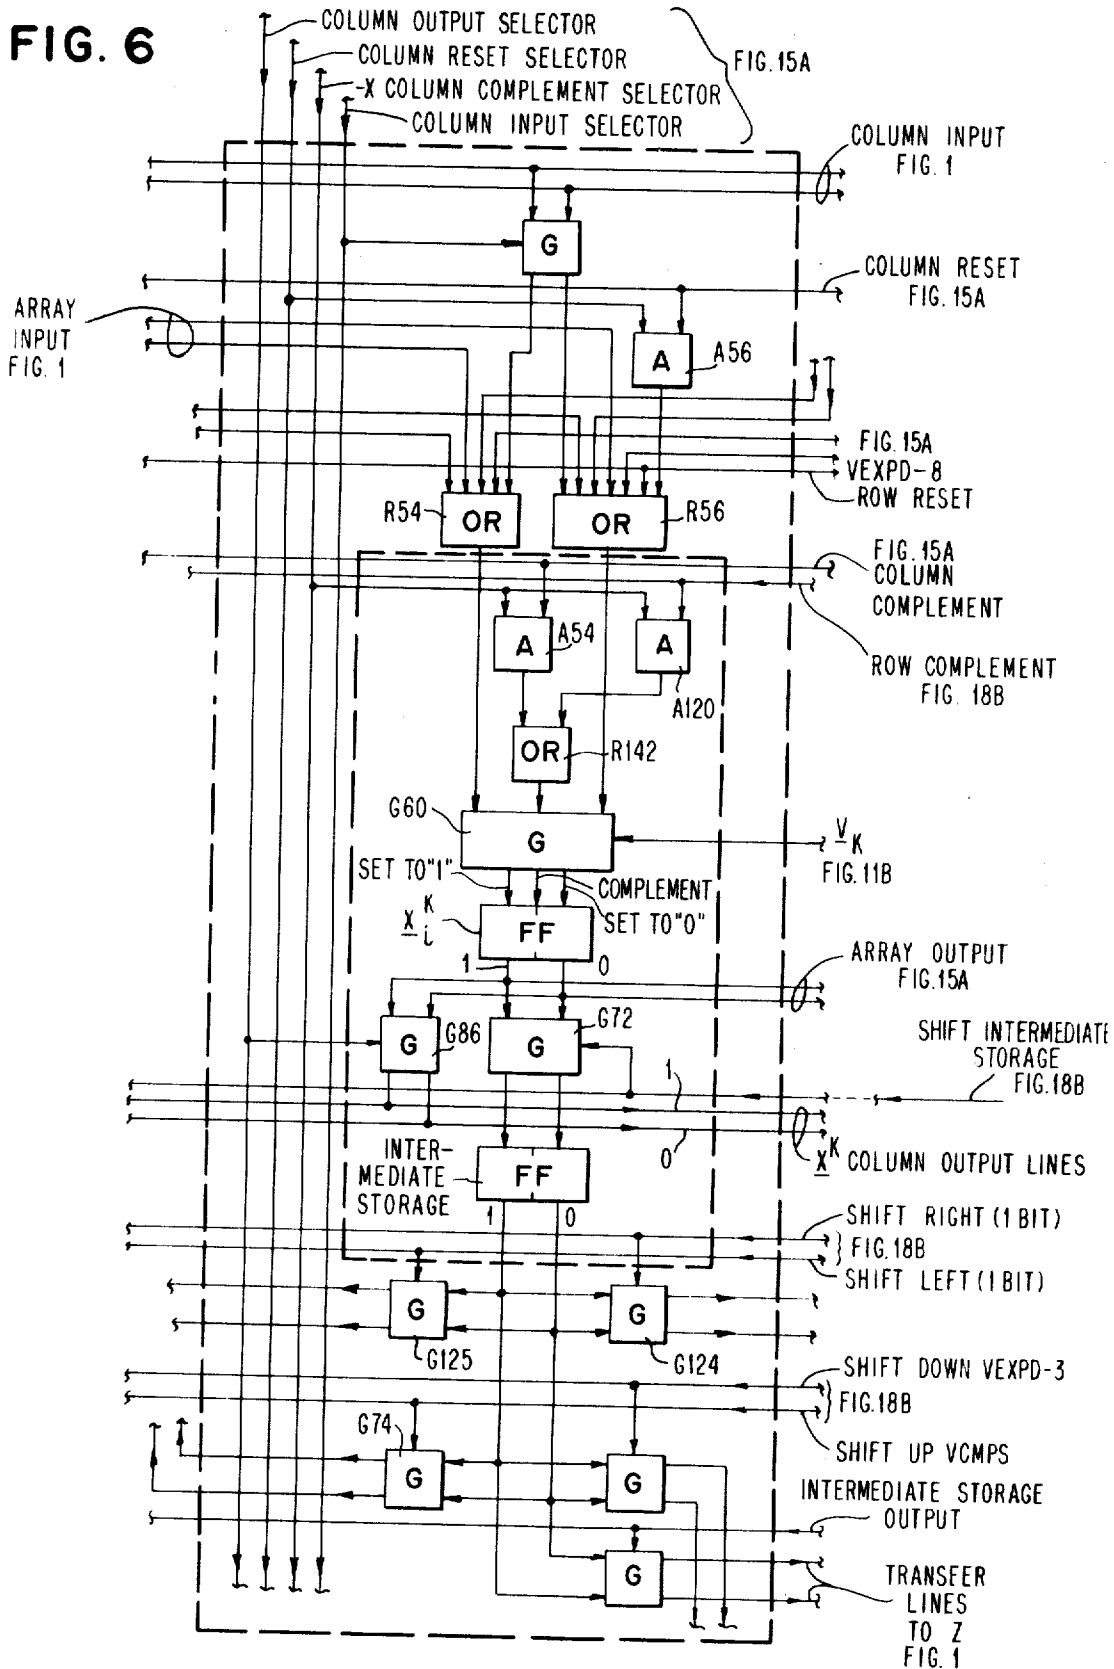 FIG. 6
COLUMN OUTPUT SELECTOR
COLUMN RESET SELECTOR
-X COLUMN COMPLEMENT SELECTOR
COLUMN INPUT SELECTOR
FIG. 15A
COLUMN INPUT
FIG. 1
G
COLUMN RESET
FIG. 15A
ARRAY
INPUT
FIG. 1
A
A56
FIG. 15A
VEXPD-8
ROW RESET
R54
OR
OR
R56
FIG. 15A
COLUMN
COMPLEMENT
A
A54
A
A120
ROW COMPLEMENT
FIG. 18B
OR
R142
G60
G
V K
FIG. 11B
SET TO "1"
COMPLEMENT
SET TO "0"
X K i
FF
1
0
ARRAY OUTPUT
FIG. 15A
G
G86
G
G72
SHIFT INTERMEDIATE
STORAGE
FIG. 18B
1
0
X K COLUMN OUTPUT LINES
INTER-
MEDIATE
STORAGE
FF
1
0
SHIFT RIGHT (1 BIT)
FIG. 18B
SHIFT LEFT (1 BIT)
G
G125
G
G124
SHIFT DOWN VEXPD-3
FIG. 18B
SHIFT UP VCMPS
G74
G
G
INTERMEDIATE STORAGE
OUTPUT
G
TRANSFER
LINES
TO Z
FIG. 1